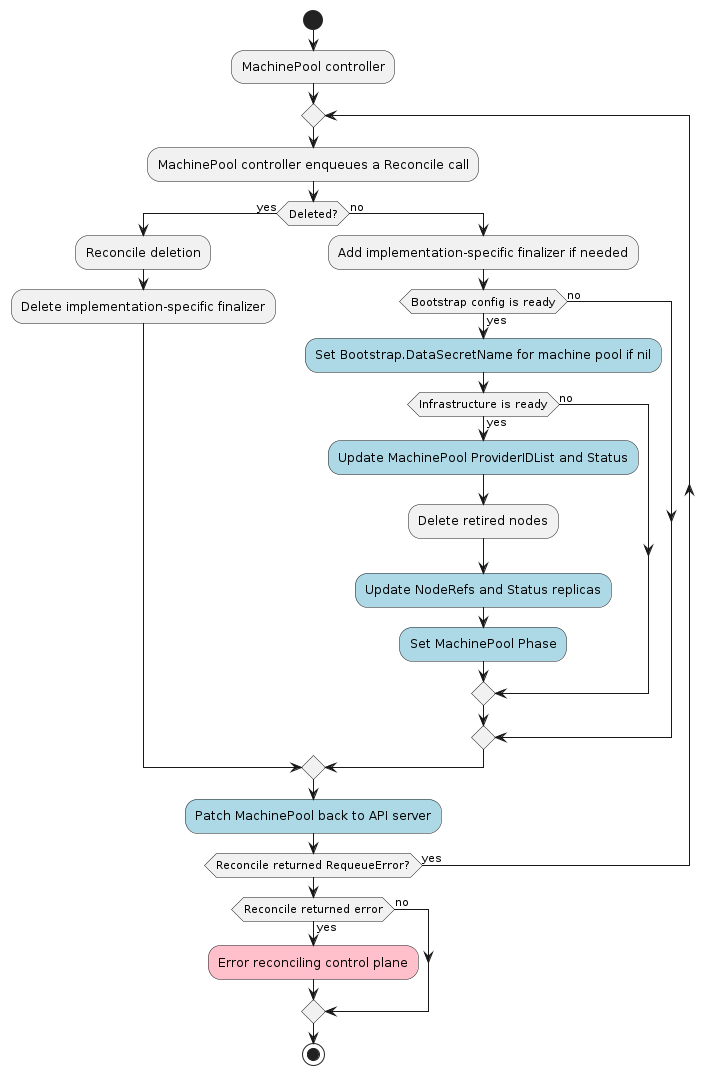 MachinePool controller
MachinePool controller enqueues a Reconcile call
yes
Deleted?
no
Reconcile deletion
Add implementation-specific finalizer if needed
Delete implementation-specific finalizer
Bootstrap config is ready
no
yes
Set Bootstrap.DataSecretName for machine pool if nil
Infrastructure is ready
no
yes
Update MachinePool ProviderIDList and Status
Delete retired nodes
Update NodeRefs and Status replicas
Set MachinePool Phase
Patch MachinePool back to API server
Reconcile returned RequeueError?
yes
Reconcile returned error
no
yes
Error reconciling control plane